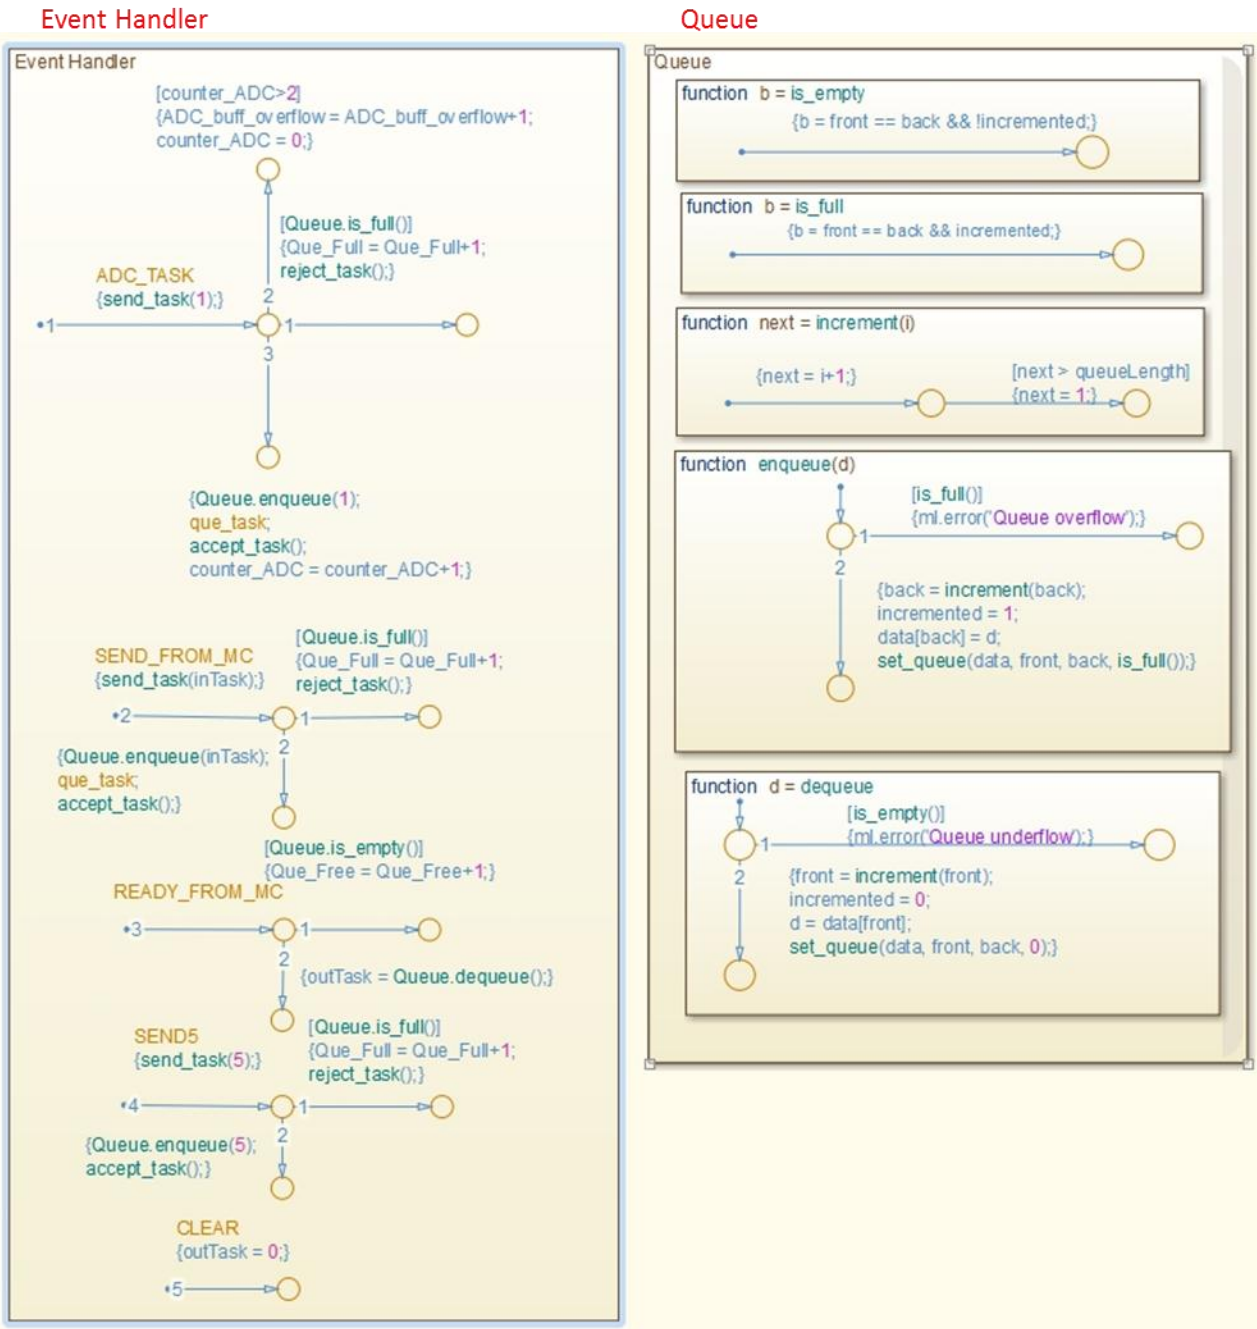 Event Handler
Event Handler
[counter_ADC>2]
{ADC_buff_overflow = ADC_buff_overflow+1;
counter_ADC = 0;}
[Queue.is_full()]
{Que_Full = Que_Full+1;
reject_task();}
ADC_TASK
{send_task(1);}
2
1
1
3
{Queue.enqueue(1);
que_task;
accept_task();
counter_ADC = counter_ADC+1;}
[Queue.is_full()]
{Que_Full = Que_Full+1;
reject_task();}
SEND_FROM_MC
{send_task(inTask);}
2
1
2
{Queue.enqueue(inTask);
que_task;
accept_task();}
[Queue.is_empty()]
{Que_Free = Que_Free+1;}
READY_FROM_MC
3
1
2
{outTask = Queue.dequeue();}
SEND5
{send_task(5);}
[Queue.is_full()]
{Que_Full = Que_Full+1;
reject_task();}
4
1
2
{Queue.enqueue(5);
accept_task();}
CLEAR
{outTask = 0;}
5
Queue
Queue
function b = is_empty
{b = front == back && !incremented;}
function b = is_full
{b = front == back && incremented;}
function next = increment(i)
{next = i+1;}
[next > queueLength]
{next = 1;}
function enqueue(d)
[is_full()]
{ml.error('Queue overflow');}
1
2
{back = increment(back);
incremented = 1;
data[back] = d;
set_queue(data, front, back, is_full());}
function d = dequeue
[is_empty()]
{ml.error('Queue underflow');}
1
2
{front = increment(front);
incremented = 0;
d = data[front];
set_queue(data, front, back, 0);}